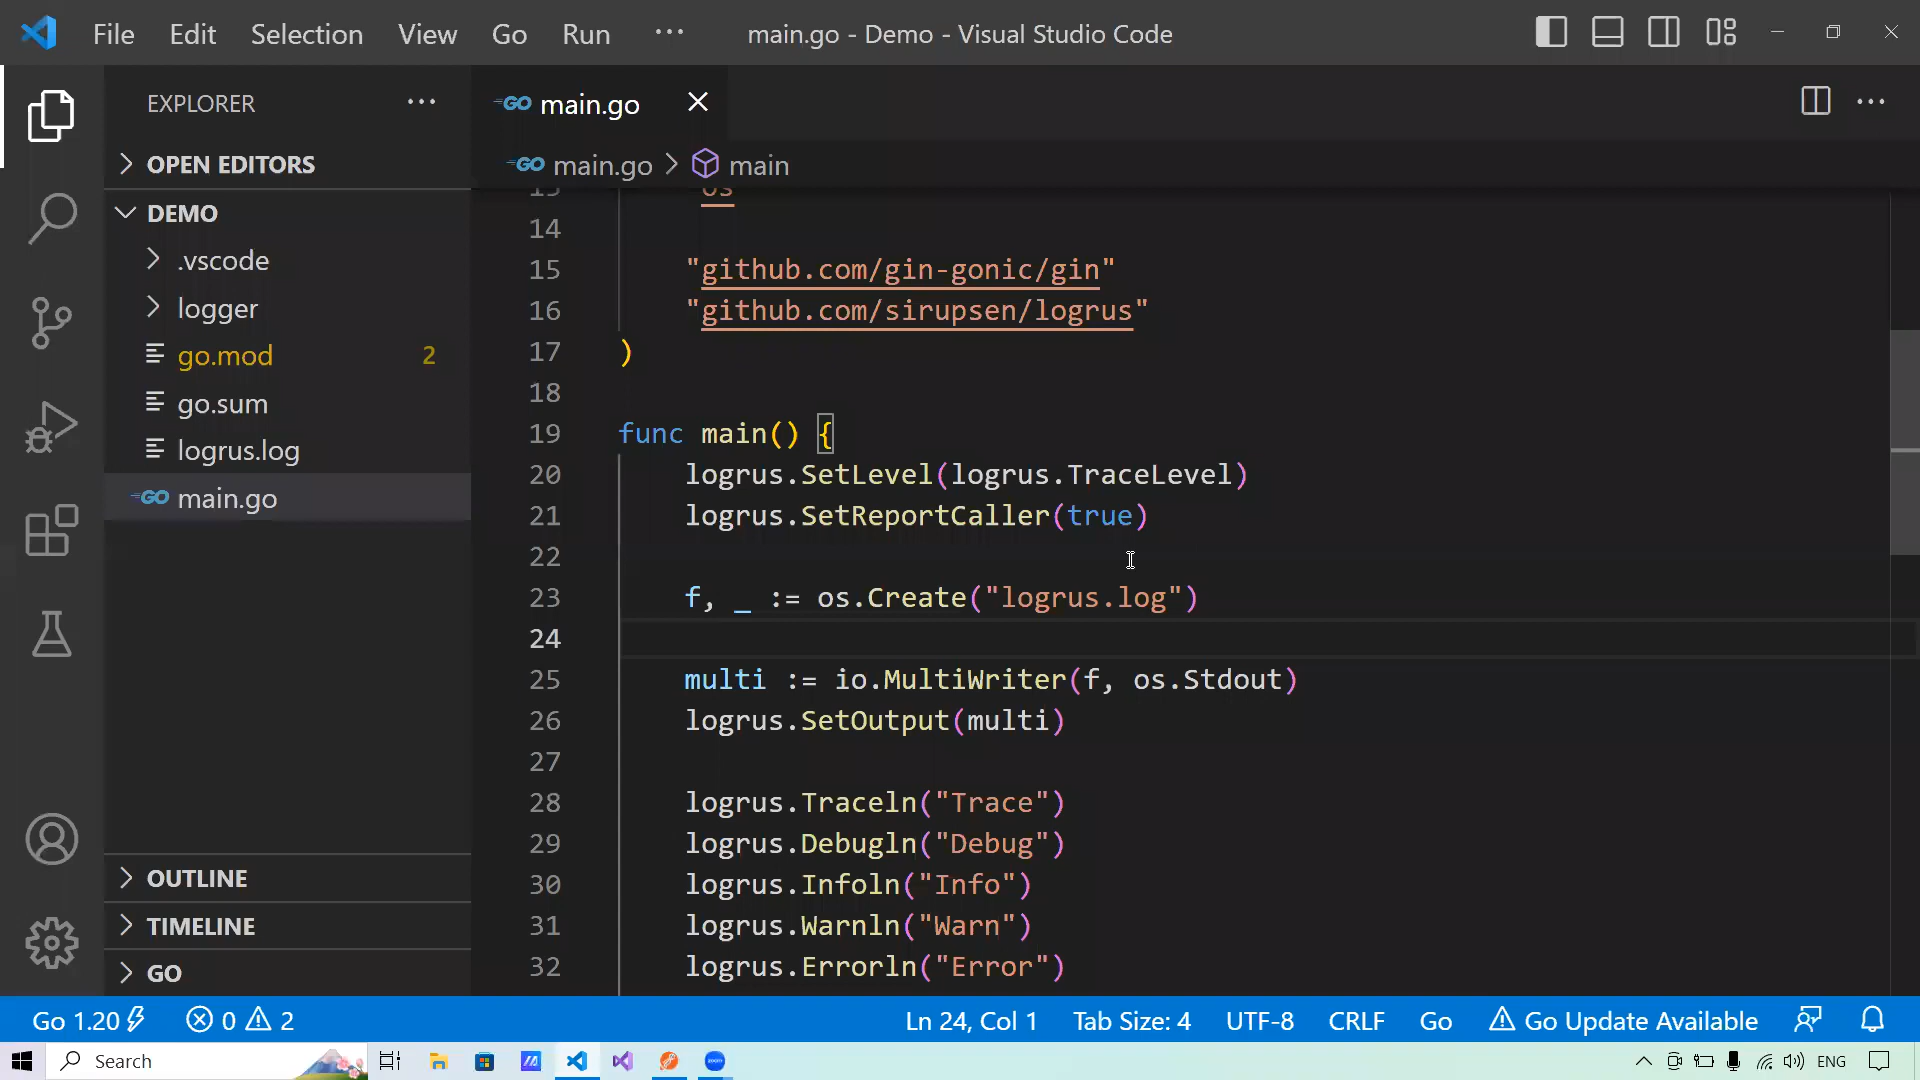 File Edit Selection View Go Run ··· main.go - Demo - Visual Studio Code
EXPLORER ···
OPEN EDITORS
DEMO
.vscode
logger
go.mod 2
go.sum
logrus.log
GO main.go
OUTLINE
TIMELINE
GO
GO main.go
GO main.go > main
13 os
14
15 "github.com/gin-gonic/gin"
16 "github.com/sirupsen/logrus"
17 )
18
19 func main() {
20 logrus.SetLevel(logrus.TraceLevel)
21 logrus.SetReportCaller(true)
22
23 f, _ := os.Create("logrus.log")
24
25 multi := io.MultiWriter(f, os.Stdout)
26 logrus.SetOutput(multi)
27
28 logrus.Traceln("Trace")
29 logrus.Debugln("Debug")
30 logrus.Infoln("Info")
31 logrus.Warnln("Warn")
32 logrus.Errorln("Error")
Go 1.20 0 2 Ln 24, Col 1 Tab Size: 4 UTF-8 CRLF Go Go Update Available
Search zoom ENG